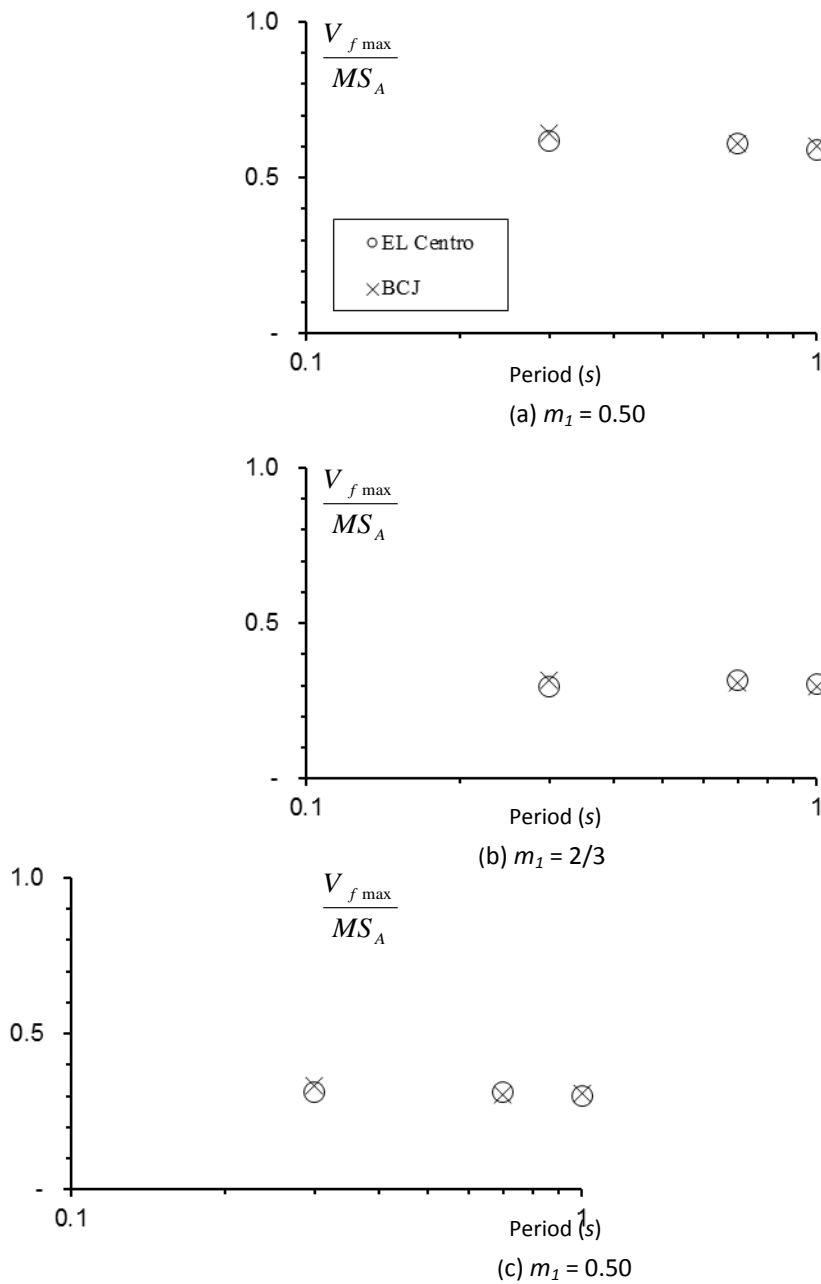 1.0
V f max
MS A
0.5
EL Centro
BCJ
-
0.1
1
Period (s)
(a) m1 = 0.50
1.0
V f max
MS A
0.5
-
0.1
1
Period (s)
(b) m1 = 2/3
1.0
V f max
MS A
0.5
-
0.1
1
Period (s)
(c) m1 = 0.50